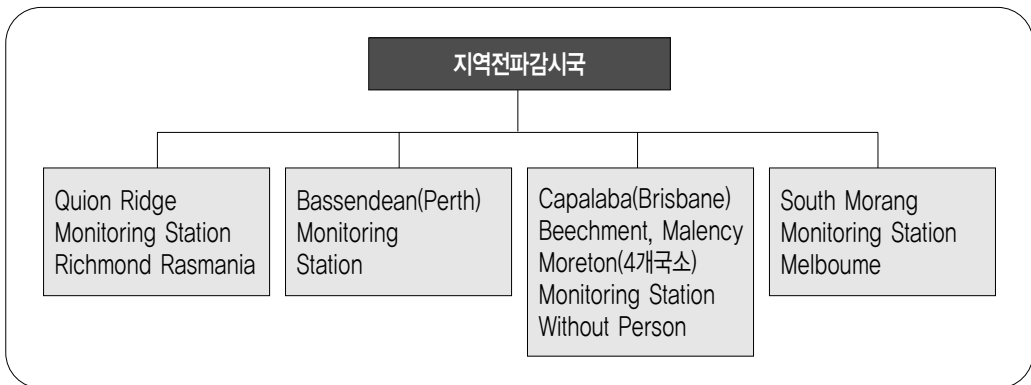 지역전파감시국
Quion Ridge
Monitoring Station
Richmond Rasmania
Bassendean(Perth)
Monitoring
Station
Capalaba(Brisbane)
Beechment, Malency
Moreton(4개국소)
Monitoring Station
Without Person
South Morang
Monitoring Station
Melboume